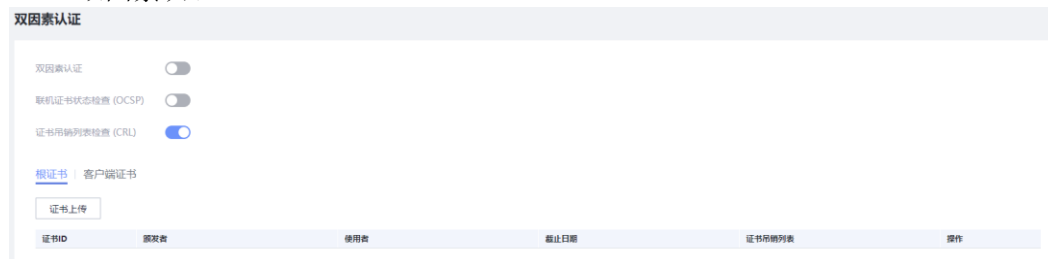 双因素认证
双因素认证
联机证书状态检查 (OCSP)
证书吊销列表检查 (CRL)
根证书 | 客户端证书
证书上传
证书ID 颁发者 使用者 截止日期 证书吊销列表 操作